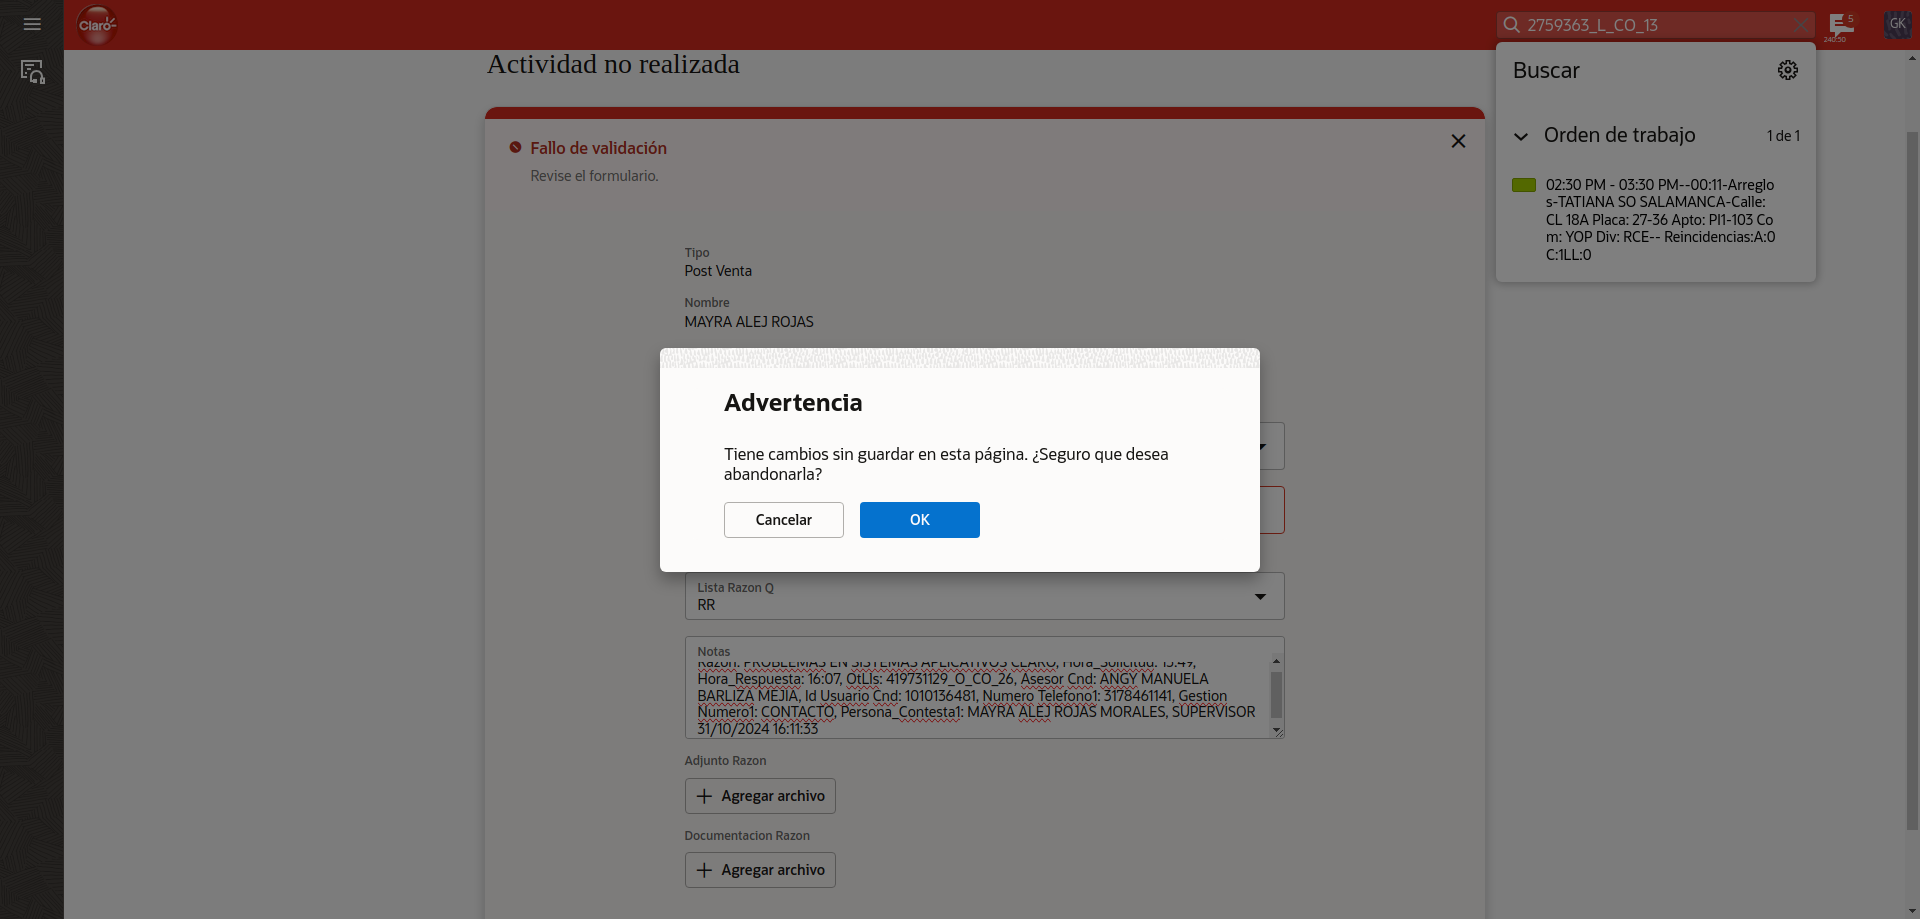 Claro
2759363_L_CO_13
5
240:50
GK
Actividad no realizada
Buscar
Orden de trabajo
1 de 1
02:30 PM - 03:30 PM--00:11-Arreglo
s-TATIANA SO SALAMANCA-Calle:
CL 18A Placa: 27-36 Apto: PI1-103 Co
m: YOP Div: RCE-- Reincidencias:A:0
C:1LL:0
Fallo de validación
Revise el formulario.
Tipo
Post Venta
Nombre
MAYRA ALEJ ROJAS
Advertencia
Tiene cambios sin guardar en esta página. ¿Seguro que desea
abandonarla?
Cancelar
OK
Lista Razon Q
RR
Notas
Razon: PROBLEMAS EN SISTEMAS APLICATIVOS CLARO, Hora_Solicitud: 15:49,
Hora_Respuesta: 16:07, OtLls: 419731129_O_CO_26, Asesor Cnd: ANGY MANUELA
BARLIZA MEJIA, Id Usuario Cnd: 1010136481, Numero Telefono1: 3178461141, Gestion
Numero1: CONTACTO, Persona_Contesta1: MAYRA ALEJ ROJAS MORALES, SUPERVISOR
31/10/2024 16:11:33
Adjunto Razon
Agregar archivo
Documentacion Razon
Agregar archivo